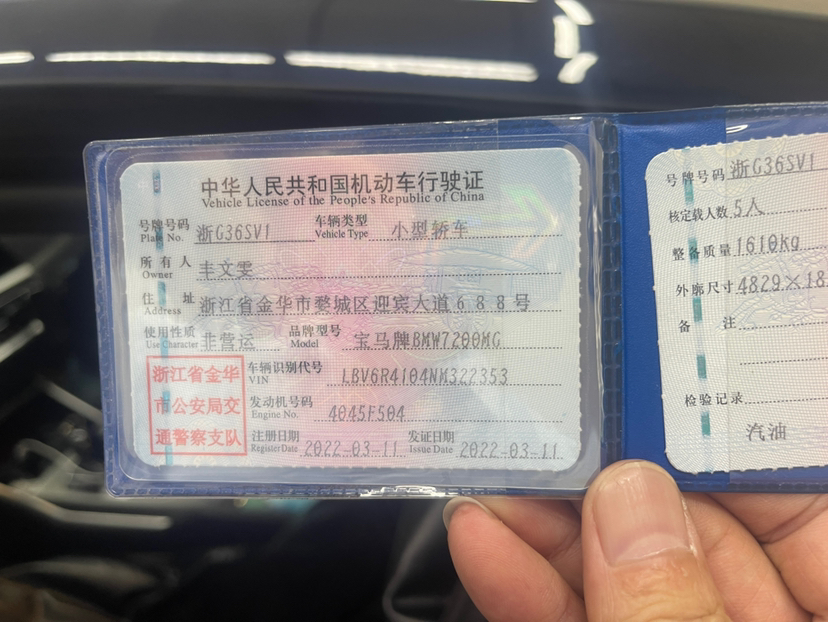 中华人民共和国机动车行驶证
Vehicle License of the People's Republic of China
号牌号码 浙G36SV1 车辆类型 小型轿车
Plate No. Vehicle Type
所有人 丰文雯
Owner
住址 浙江省金华市婺城区迎宾大道688号
Address
使用性质 非营运 品牌型号 宝马牌BMW7200MG
Use Character Model
浙江省金华
市公安局交
通警察支队
车辆识别代号 LBV6R4104NM322353
VIN
发动机号码 4045F504
Engine No.
注册日期 2022-03-11 发证日期 2022-03-11
Register Date Issue Date
号牌号码 浙G36SV1
核定载人数 5人
整备质量 1610kg
外廓尺寸 4829×18
备注
检验记录
汽油